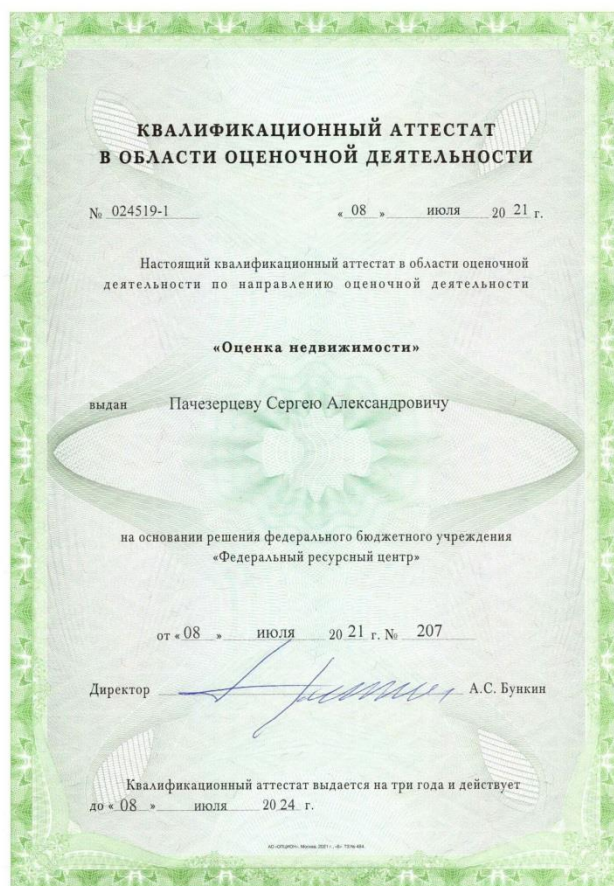 КВАЛИФИКАЦИОННЫЙ АТТЕСТАТ
В ОБЛАСТИ ОЦЕНОЧНОЙ ДЕЯТЕЛЬНОСТИ
№ 024519-1 « 08 » июля 20 21 г.
Настоящий квалификационный аттестат в области оценочной
деятельности по направлению оценочной деятельности
«Оценка недвижимости»
выдан Пачезерцеву Сергею Александровичу
на основании решения федерального бюджетного учреждения
«Федеральный ресурсный центр»
от « 08 » июля 20 21 г. № 207
Директор А.С. Бункин
Квалификационный аттестат выдается на три года и действует
до « 08 » июля 20 24 г.